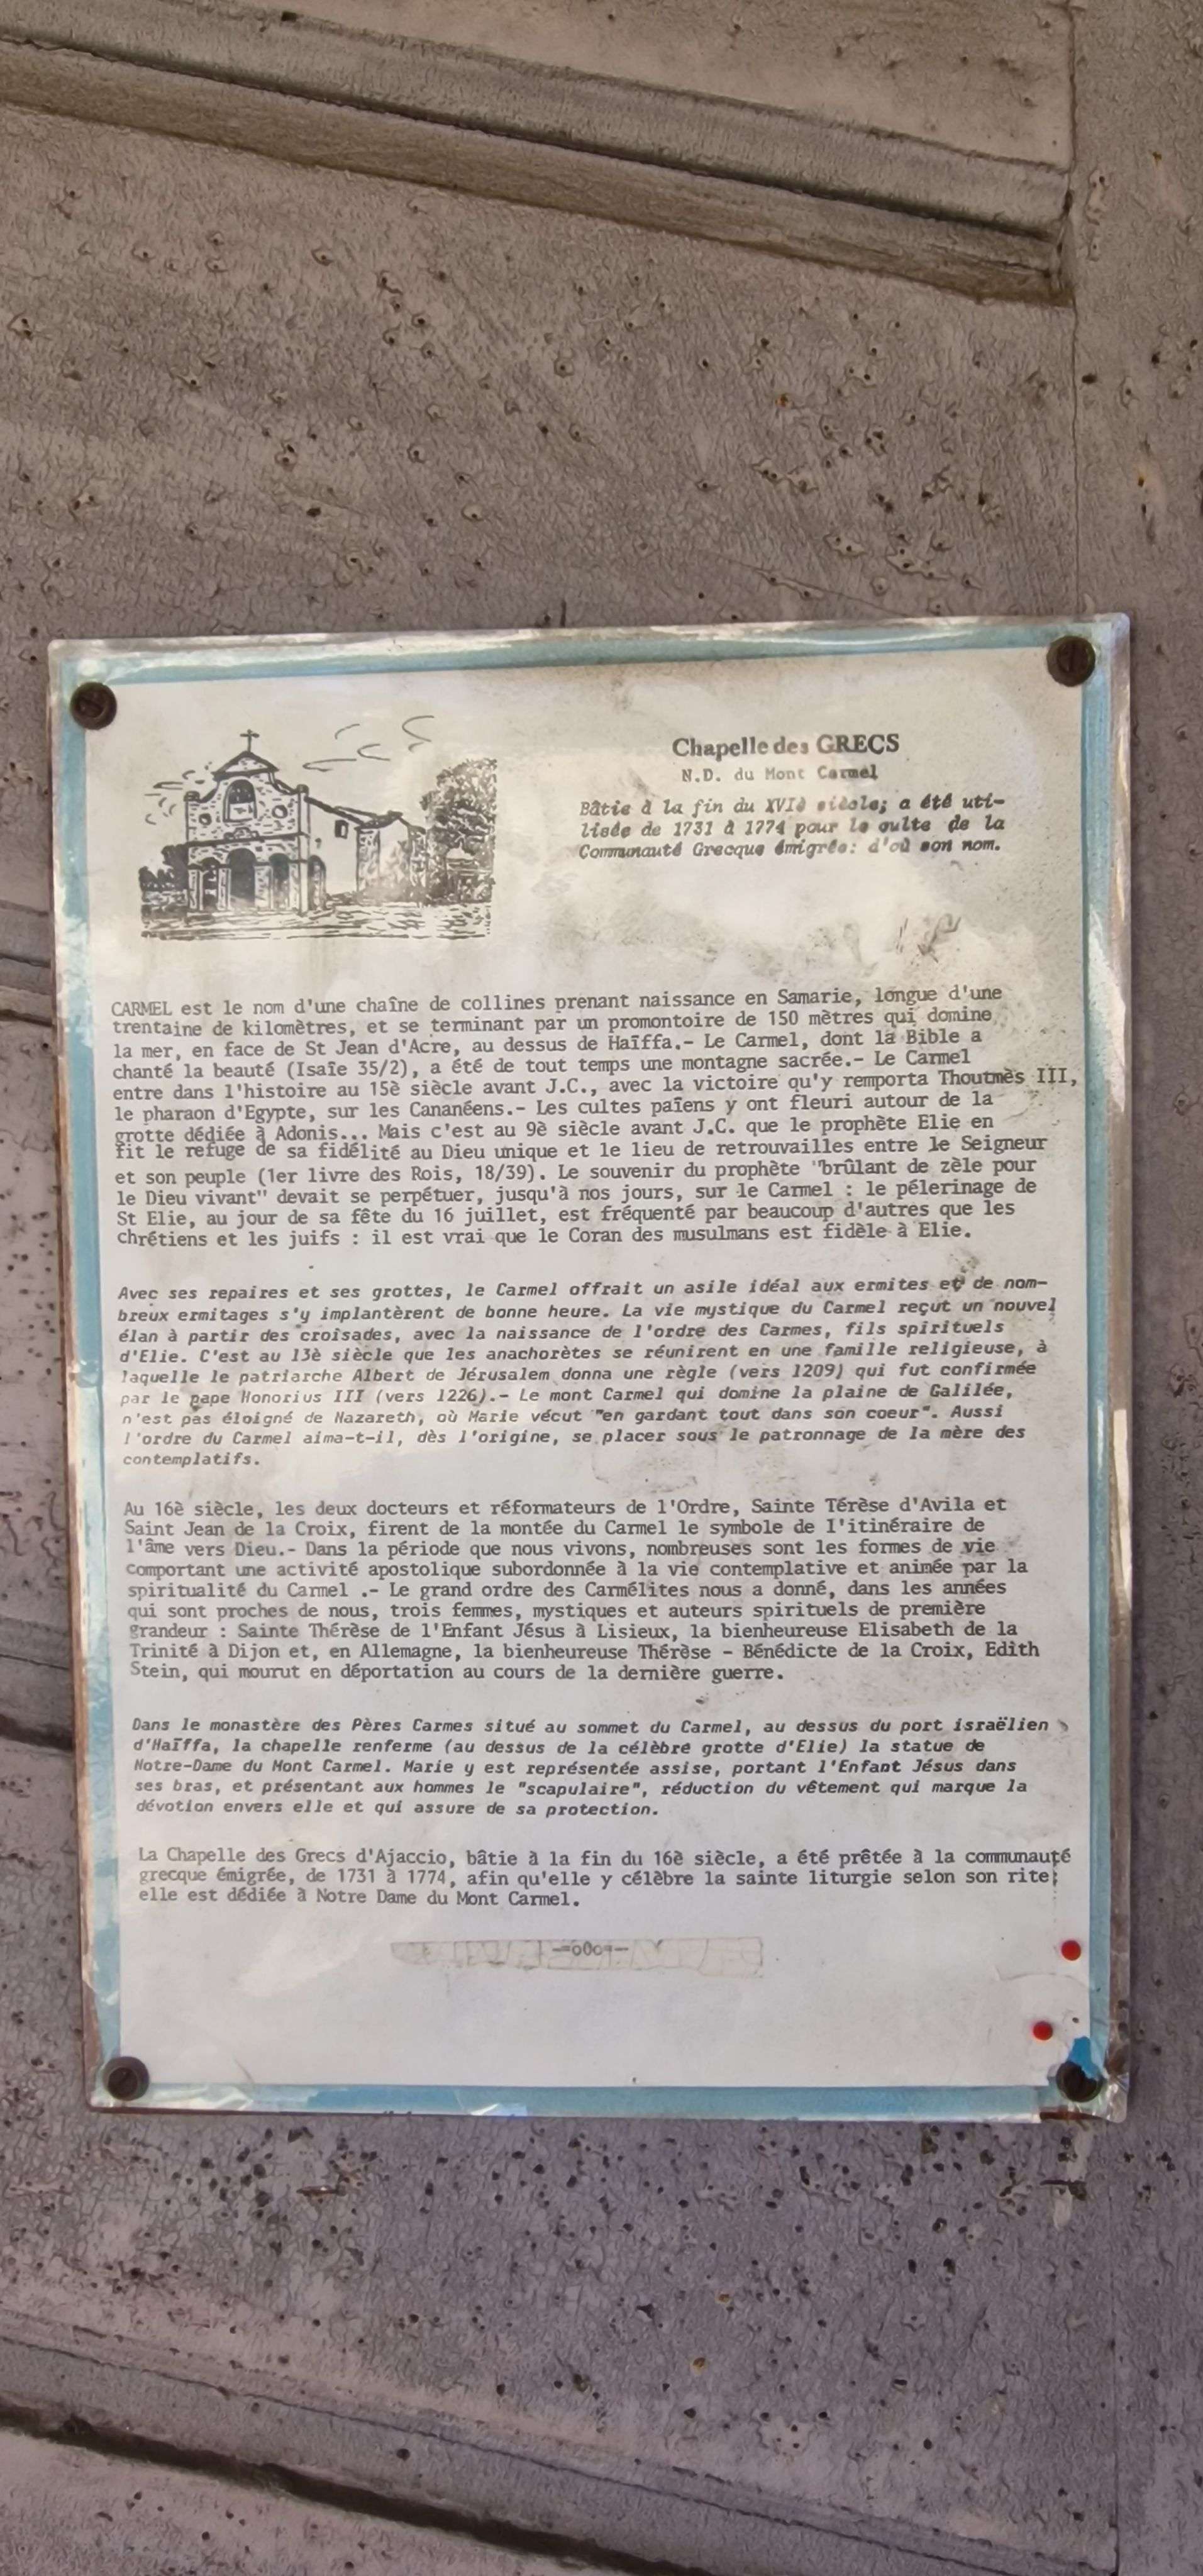 Chapelle des GRECS
N.D. du Mont Carmel
Bâtie à la fin du XVIè siècle; a été uti-
lisée de 1731 à 1774 pour le culte de la
Communauté Grecque émigrée: d'où son nom.
CARMEL est le nom d'une chaîne de collines prenant naissance en Samarie, longue d'une
trentaine de kilomètres, et se terminant par un promontoire de 150 mètres qui domine
la mer, en face de St Jean d'Acre, au dessus de Haïffa.- Le Carmel, dont la Bible a
chanté la beauté (Isaîe 35/2), a été de tout temps une montagne sacrée.- Le Carmel
entre dans l'histoire au 15è siècle avant J.C., avec la victoire qu'y remporta Thoutmès III,
le pharaon d'Egypte, sur les Cananéens.- Les cultes païens y ont fleuri autour de la
grotte dédiée à Adonis... Mais c'est au 9è siècle avant J.C. que le prophète Elie en
fit le refuge de sa fidélité au Dieu unique et le lieu de retrouvailles entre le Seigneur
et son peuple (1er livre des Rois, 18/39). Le souvenir du prophète "brûlant de zèle pour
le Dieu vivant" devait se perpétuer, jusqu'à nos jours, sur le Carmel : le pélerinage de
St Elie, au jour de sa fête du 16 juillet, est fréquenté par beaucoup d'autres que les
chrétiens et les juifs : il est vrai que le Coran des musulmans est fidèle à Elie.
Avec ses repaires et ses grottes, le Carmel offrait un asile idéal aux ermites et de nom-
breux ermitages s'y implantèrent de bonne heure. La vie mystique du Carmel reçut un nouvel
élan à partir des croisades, avec la naissance de l'ordre des Carmes, fils spirituels
d'Elie. C'est au 13è siècle que les anachorètes se réunirent en une famille religieuse, à
laquelle le patriarche Albert de Jérusalem donna une règle (vers 1209) qui fut confirmée
par le pape Honorius III (vers 1226).- Le mont Carmel qui domine la plaine de Galilée,
n'est pas éloigné de Nazareth, où Marie vécut "en gardant tout dans son coeur". Aussi
l'ordre du Carmel aima-t-il, dès l'origine, se placer sous le patronnage de la mère des
contemplatifs.
Au 16è siècle, les deux docteurs et réformateurs de l'Ordre, Sainte Térèse d'Avila et
Saint Jean de la Croix, firent de la montée du Carmel le symbole de l'itinéraire de
l'âme vers Dieu.- Dans la période que nous vivons, nombreuses sont les formes de vie
comportant une activité apostolique subordonnée à la vie contemplative et animée par la
spiritualité du Carmel .- Le grand ordre des Carmélites nous a donné, dans les années
qui sont proches de nous, trois femmes, mystiques et auteurs spirituels de première
grandeur : Sainte Thérèse de l'Enfant Jésus à Lisieux, la bienheureuse Elisabeth de la
Trinité à Dijon et, en Allemagne, la bienheureuse Thérèse - Bénédicte de la Croix, Edith
Stein, qui mourut en déportation au cours de la dernière guerre.
Dans le monastère des Pères Carmes situé au sommet du Carmel, au dessus du port israëlien
d'Haïffa, la chapelle renferme (au dessus de la célèbre grotte d'Elie) la statue de
Notre-Dame du Mont Carmel. Marie y est représentée assise, portant l'Enfant Jésus dans
ses bras, et présentant aux hommes le "scapulaire", réduction du vêtement qui marque la
dévotion envers elle et qui assure de sa protection.
La Chapelle des Grecs d'Ajaccio, bâtie à la fin du 16è siècle, a été prêtée à la communauté
grecque émigrée, de 1731 à 1774, afin qu'elle y célèbre la sainte liturgie selon son rite;
elle est dédiée à Notre Dame du Mont Carmel.